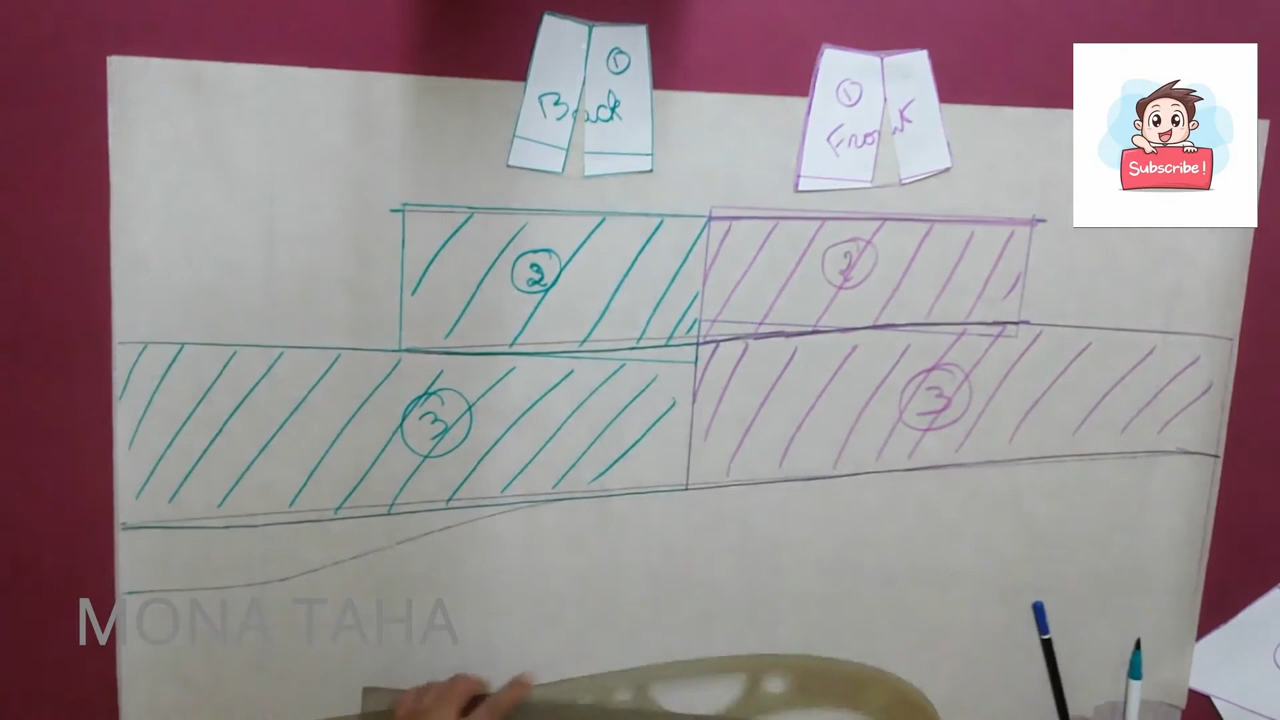 ①
Back
①
Front
Subscribe!
②
②
③
③
MONA TAHA